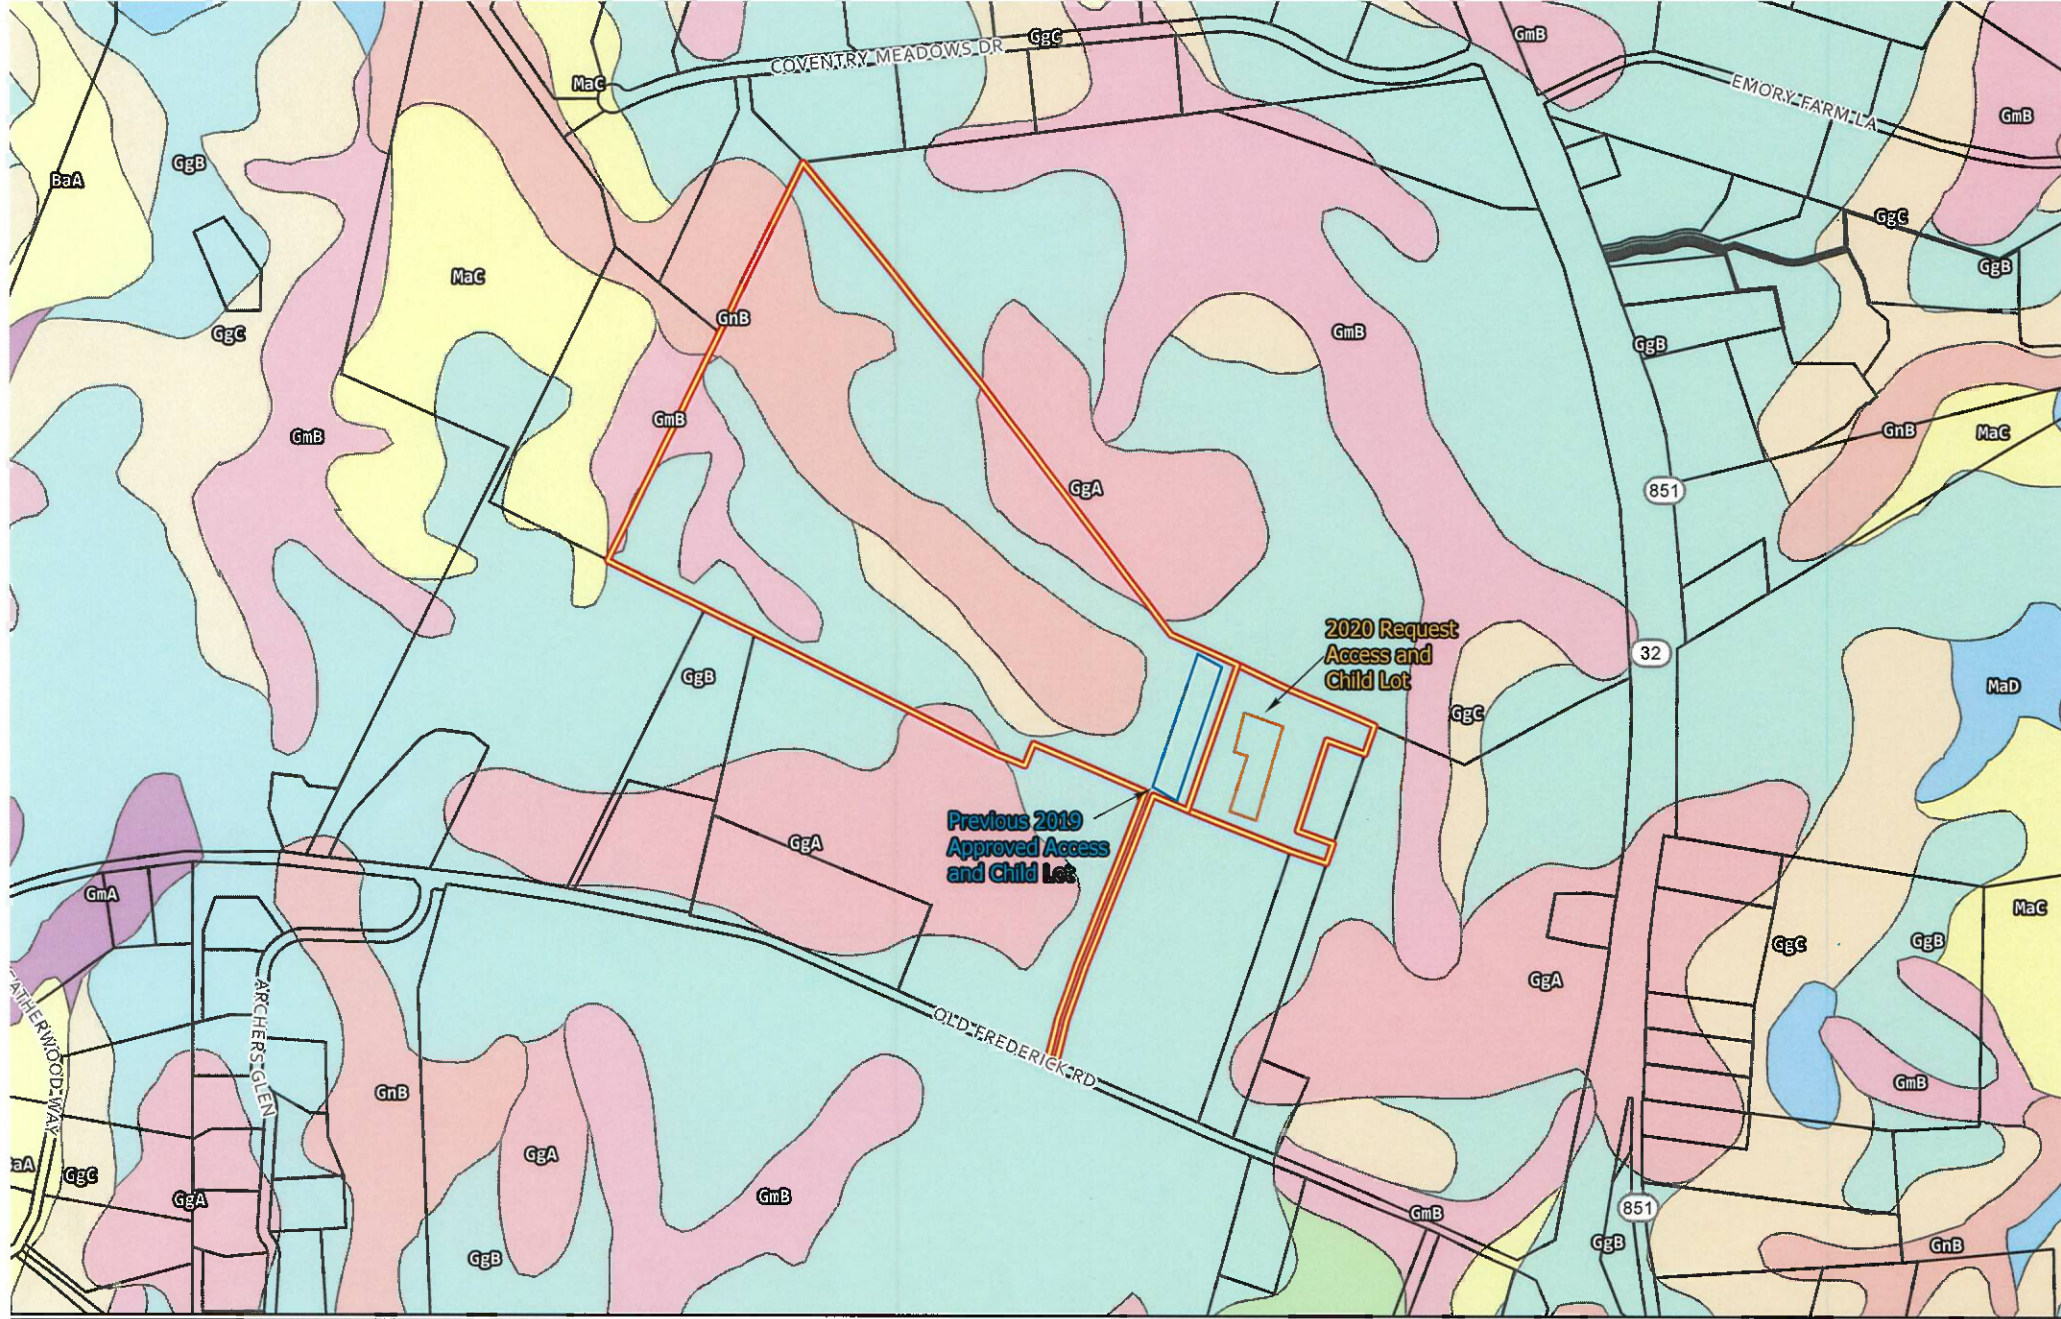 GgC
GmB
COVENTRY MEADOWS DR
MaC
EMORY FARM LA
GmB
GgB
BaA
GgC
GgB
MaC
GgC
GnB
GmB
GgB
GmB
GmB
GnB
MaC
GgA
851
2020 Request
Access and
Child Lot
32
GgB
MaD
GgC
Previous 2019
Approved Access
and Child Lot
GgA
GmA
MaC
GgC
GgB
GgA
ATHERWOOD WAY
ARCHERS GLEN
OLD FREDERICK RD
GnB
GmB
GgA
aA
GgC
GgA
GmB
GmB
851
GgB
GgB
GnB